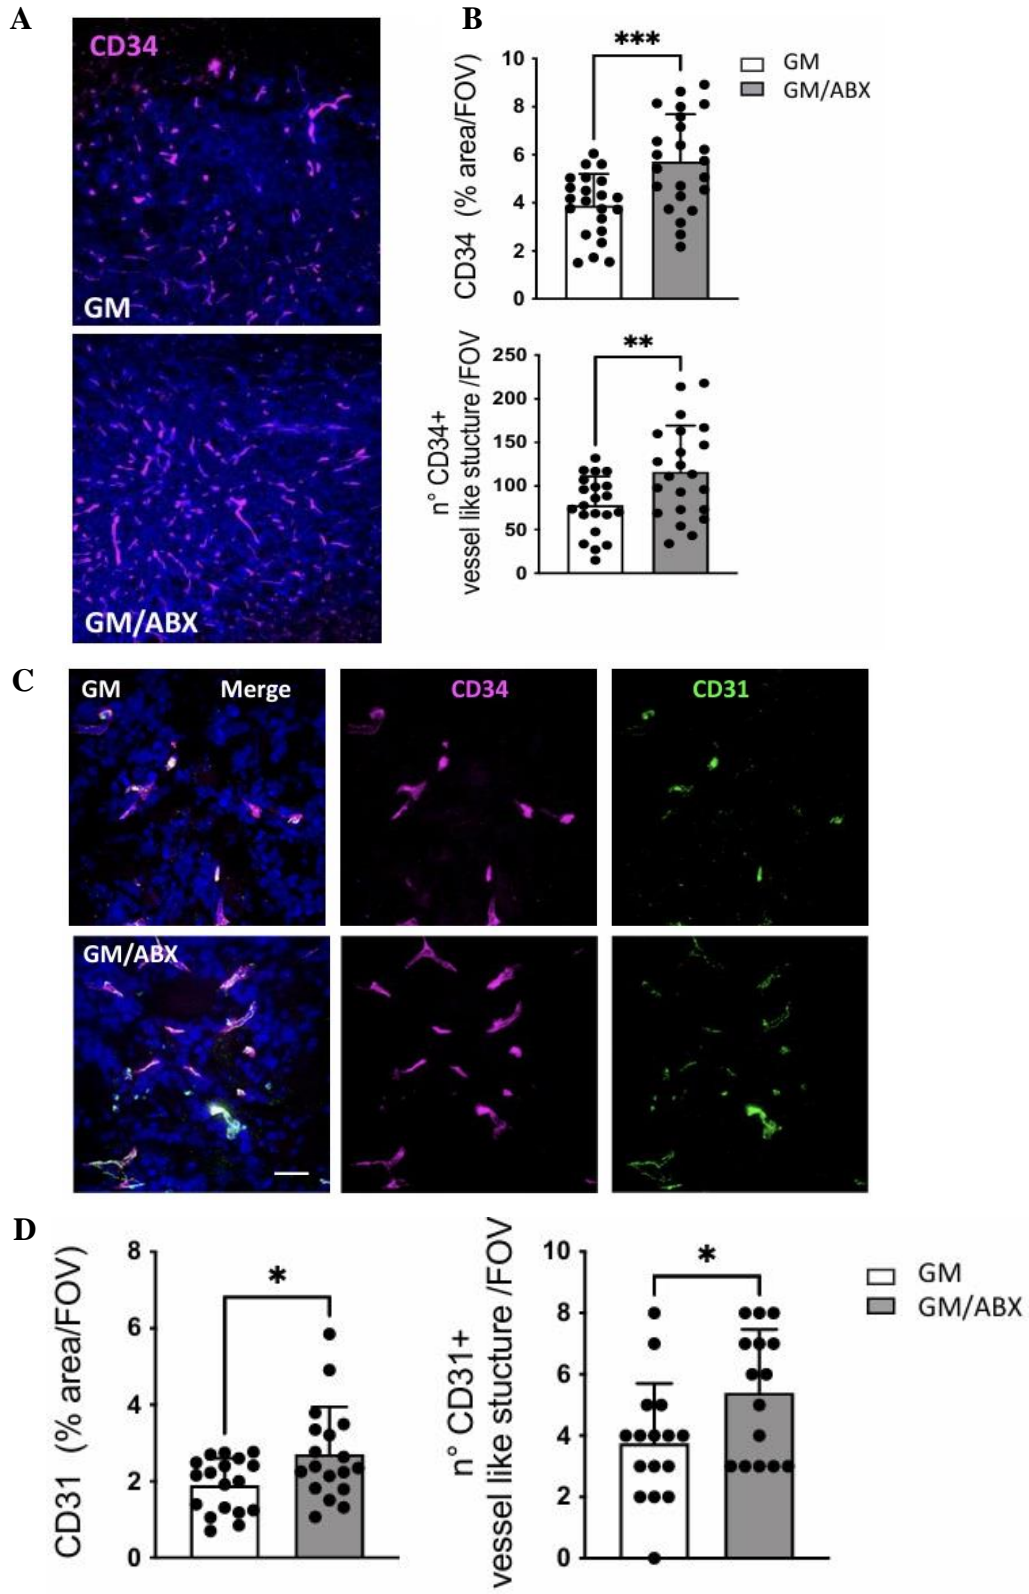 A
CD34
GM
GM/ABX
B
***
CD34 (% area/FOV)
10
8
6
4
2
0
GM
GM/ABX
**
n° CD34+
vessel like stucture /FOV
250
200
150
100
50
0
C
GM Merge
CD34
CD31
GM/ABX
D
*
CD31 (% area/FOV)
8
6
4
2
0
*
n° CD31+
vessel like stucture /FOV
10
8
6
4
2
0
GM
GM/ABX